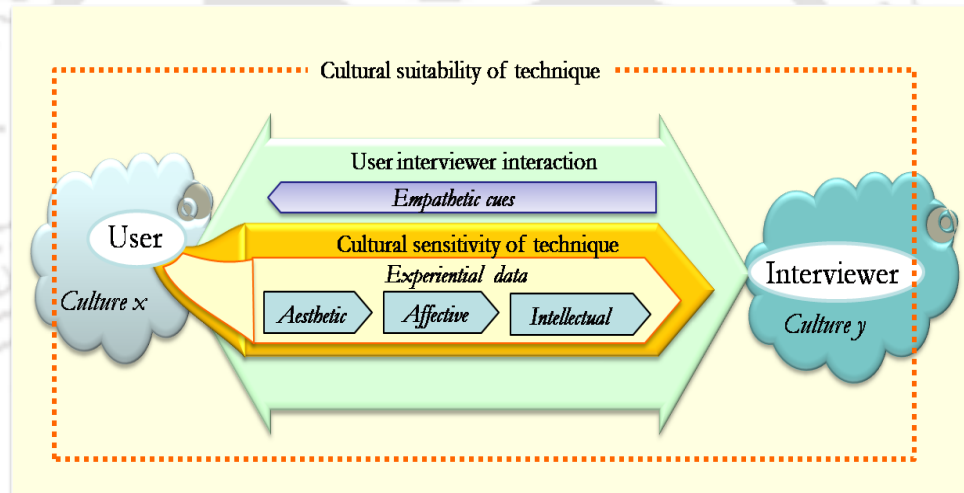 Cultural suitability of technique
User interviewer interaction
Empathetic cues
User
Culture x
Cultural sensitivity of technique
Experiential data
Aesthetic
Affective
Intellectual
Interviewer
Culture y